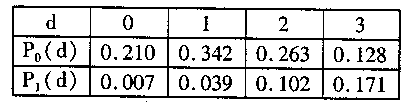 d 0 1 2 3
P₀(d) 0.210 0.342 0.263 0.128
P₁(d) 0.007 0.039 0.102 0.171